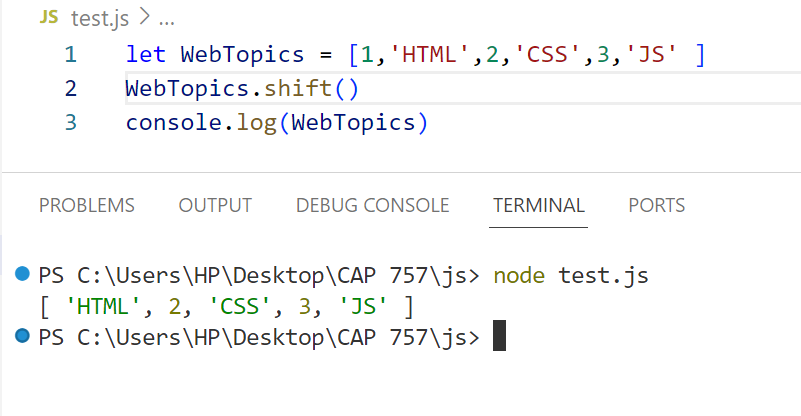 JS test.js > ...
1 let WebTopics = [1,'HTML',2,'CSS',3,'JS' ]
2 WebTopics.shift()
3 console.log(WebTopics)
PROBLEMS OUTPUT DEBUG CONSOLE TERMINAL PORTS
PS C:\Users\HP\Desktop\CAP 757\js> node test.js
[ 'HTML', 2, 'CSS', 3, 'JS' ]
PS C:\Users\HP\Desktop\CAP 757\js>